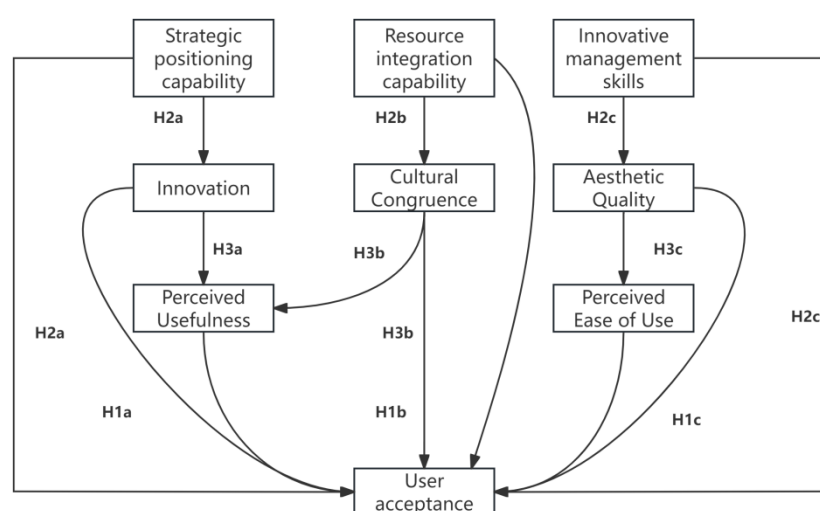 Strategic
positioning
capability
Resource
integration
capability
Innovative
management
skills
H2a
H2b
H2c
Innovation
Cultural
Congruence
Aesthetic
Quality
H3a
H3b
H3c
Perceived
Usefulness
Perceived
Ease of Use
H2a
H3b
H2c
H1a
H1b
H1c
User
acceptance